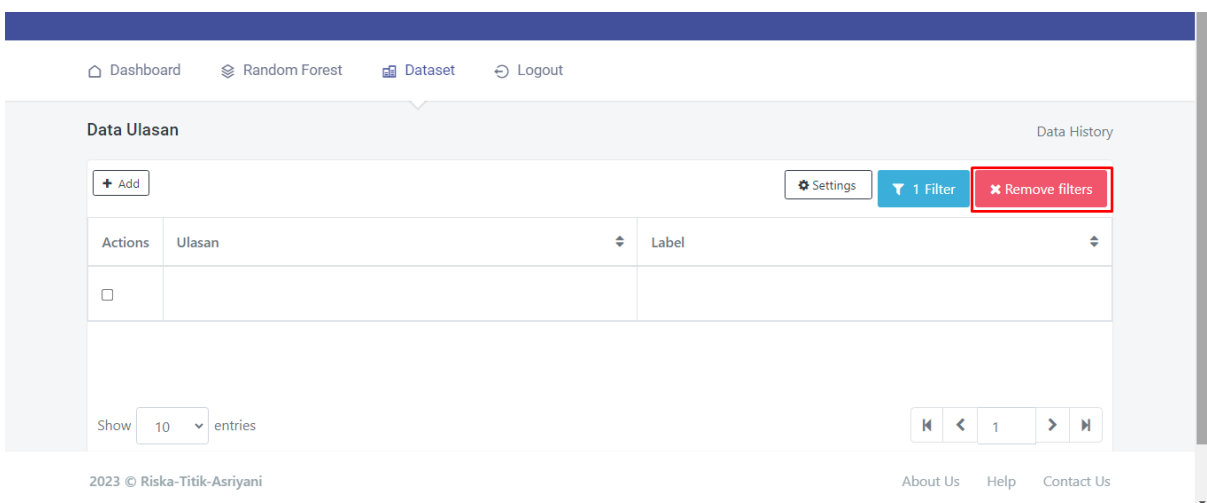 Dashboard Random Forest Dataset Logout
Data Ulasan Data History
Add Settings 1 Filter Remove filters
Actions Ulasan Label
Show 10 entries 1
2023 © Riska-Titik-Asriyani About Us Help Contact Us